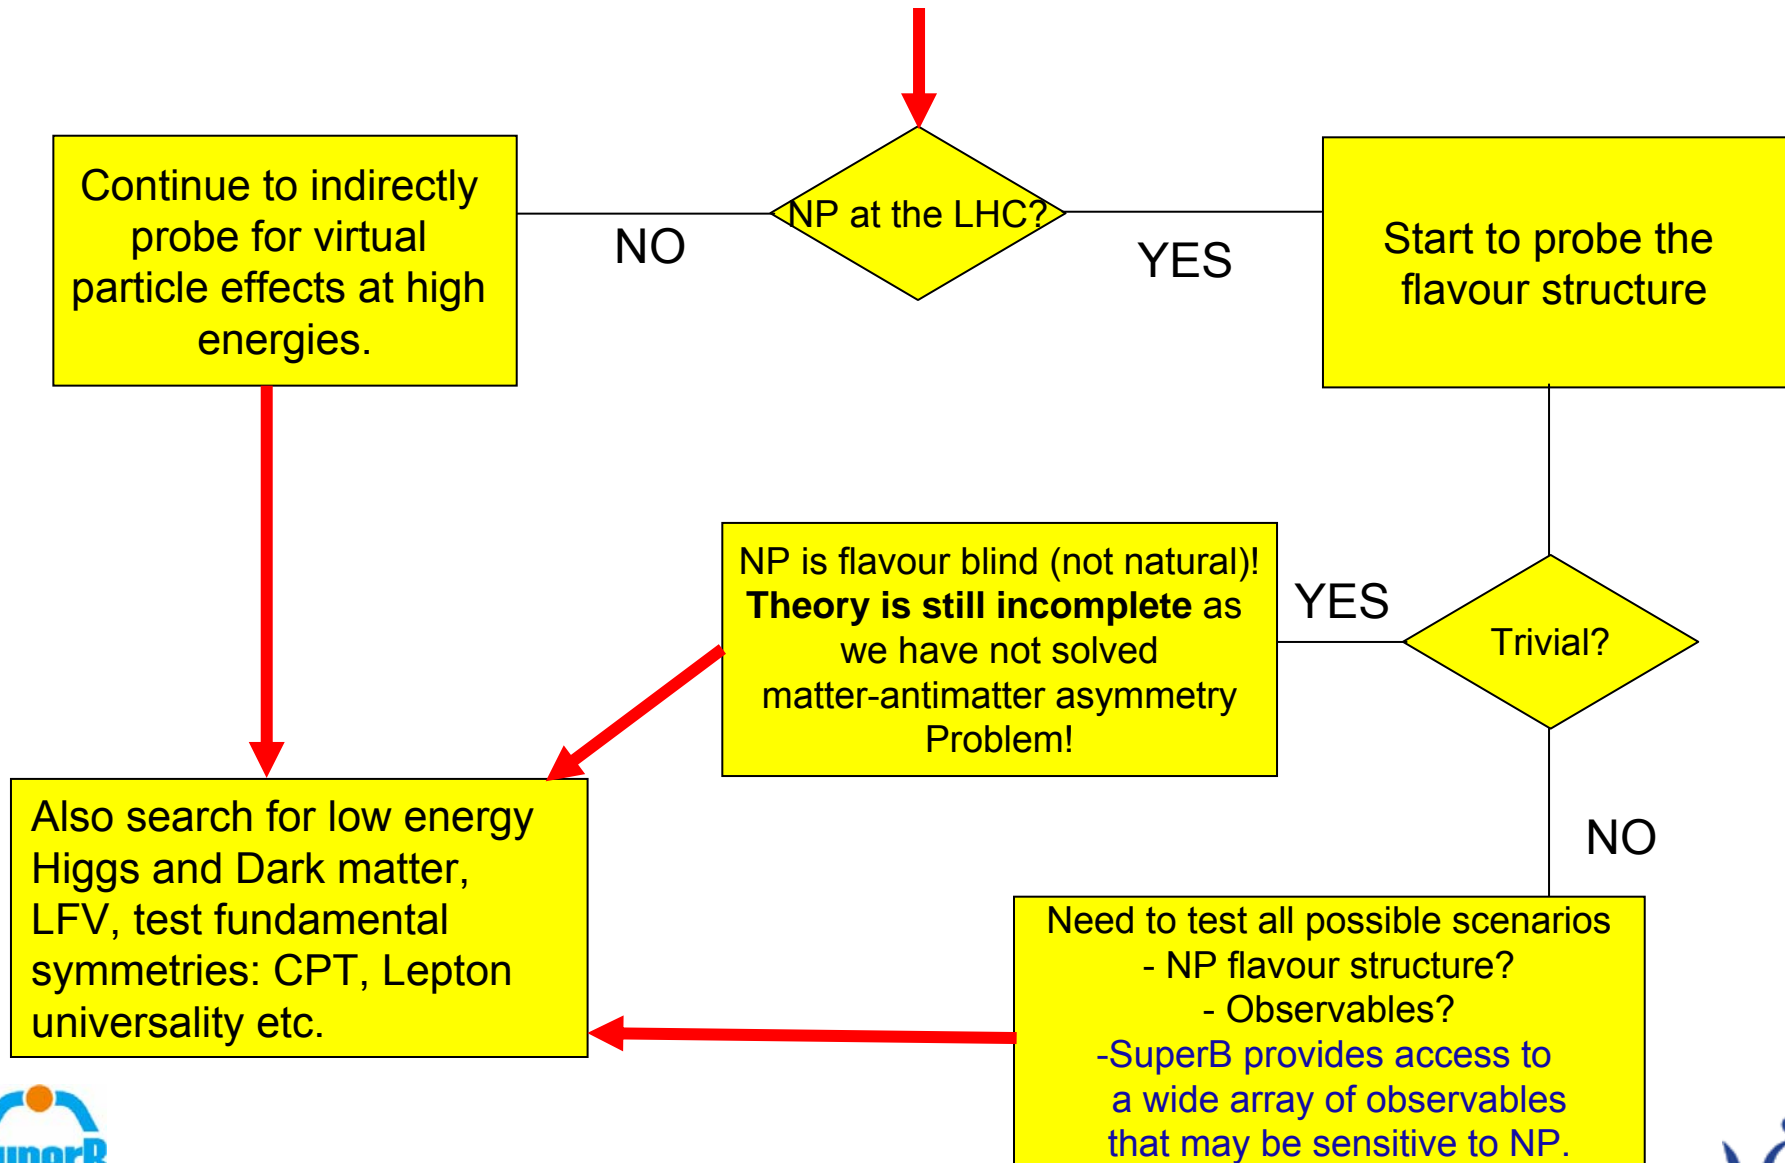 NP at the LHC?
NO
YES
Continue to indirectly
probe for virtual
particle effects at high
energies.
Start to probe the
flavour structure
NP is flavour blind (not natural)!
Theory is still incomplete as
we have not solved
matter-antimatter asymmetry
Problem!
YES
Trivial?
NO
Also search for low energy
Higgs and Dark matter,
LFV, test fundamental
symmetries: CPT, Lepton
universality etc.
Need to test all possible scenarios
- NP flavour structure?
- Observables?
-SuperB provides access to
a wide array of observables
that may be sensitive to NP.